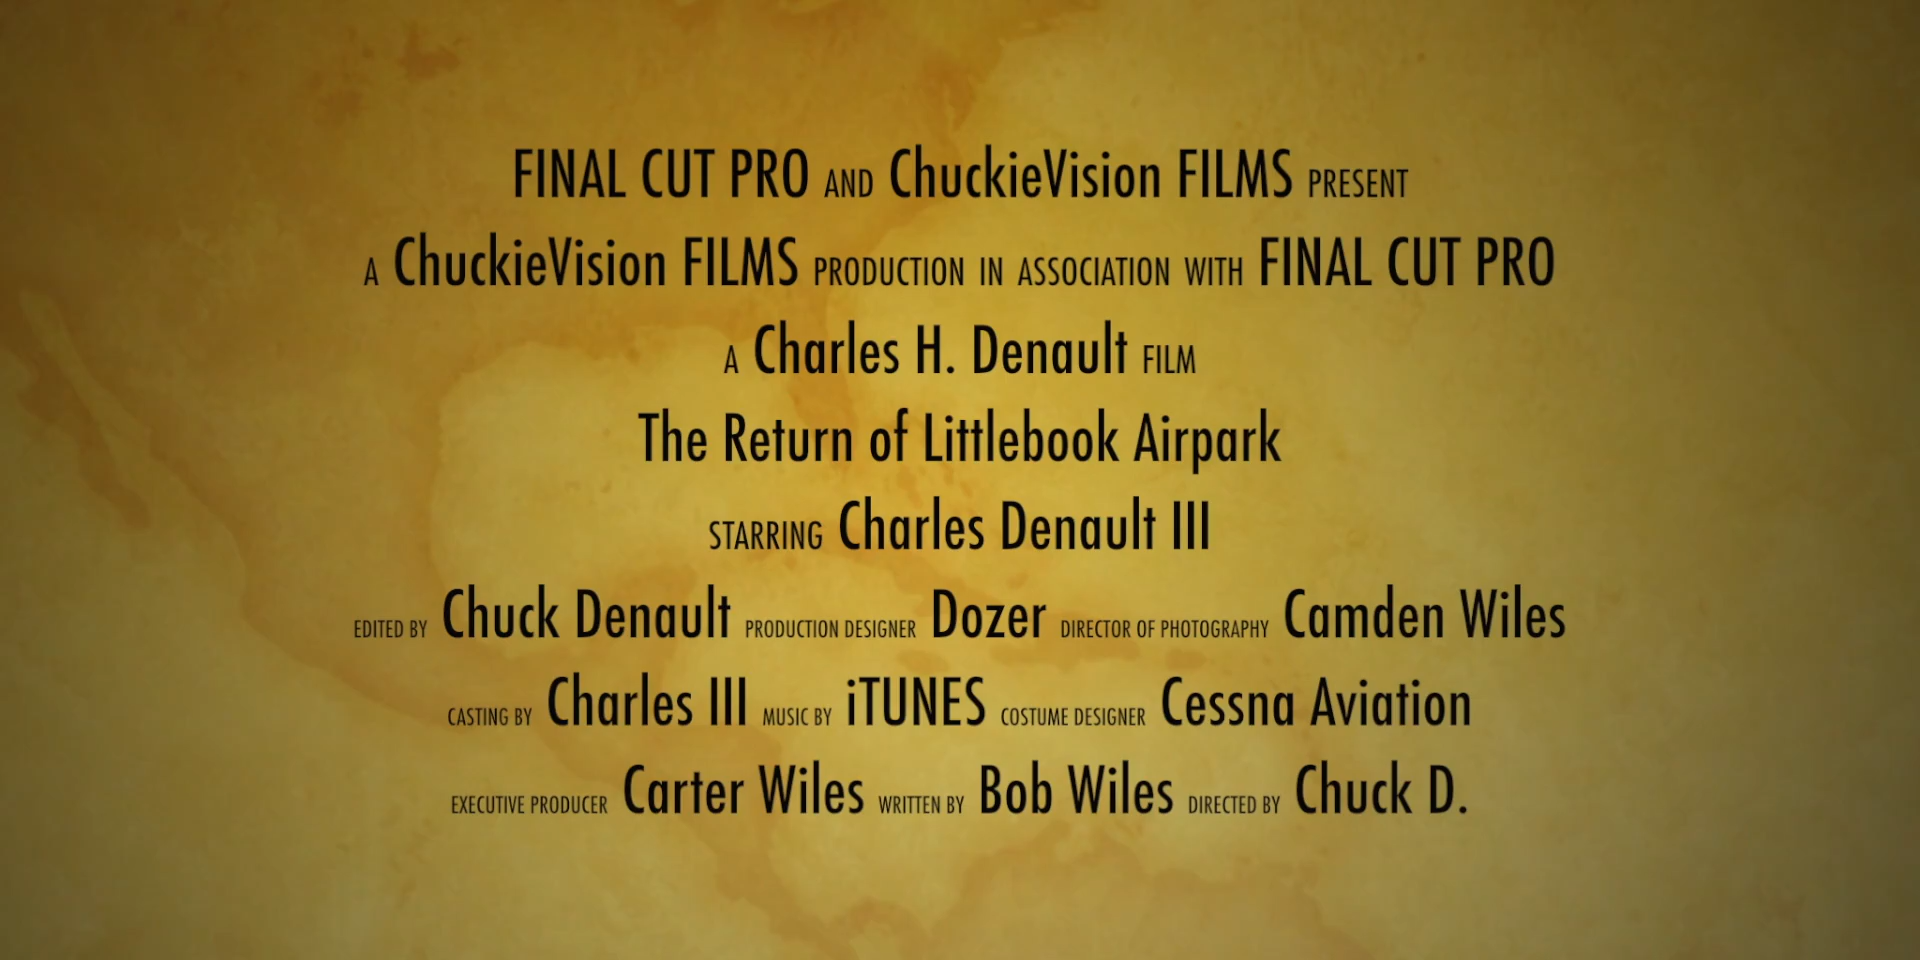 FINAL CUT PRO AND ChuckieVision FILMS PRESENT
A ChuckieVision FILMS PRODUCTION IN ASSOCIATION WITH FINAL CUT PRO
A Charles H. Denault FILM
The Return of Littlebook Airpark
STARRING Charles Denault III
EDITED BY Chuck Denault PRODUCTION DESIGNER Dozer DIRECTOR OF PHOTOGRAPHY Camden Wiles
CASTING BY Charles III MUSIC BY iTUNES COSTUME DESIGNER Cessna Aviation
EXECUTIVE PRODUCER Carter Wiles WRITTEN BY Bob Wiles DIRECTED BY Chuck D.